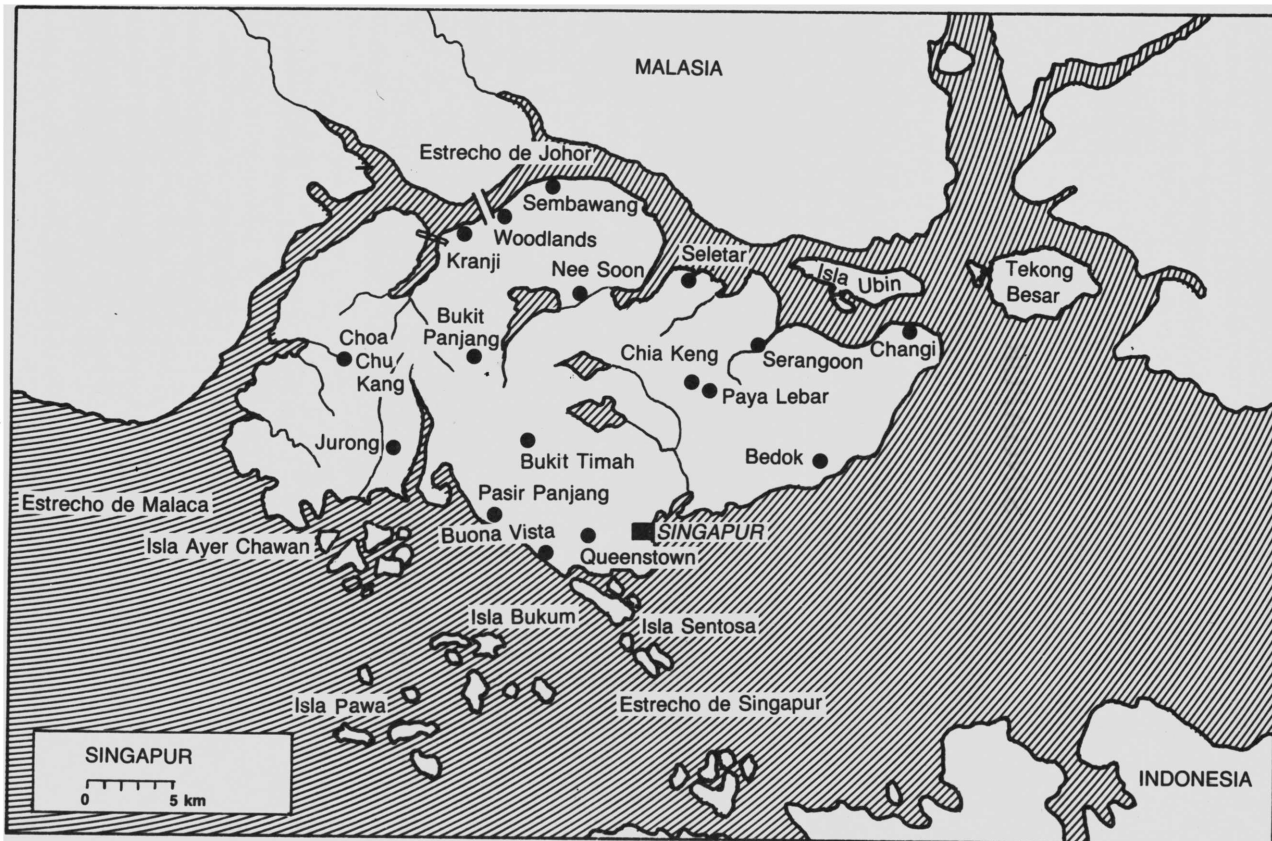 MALASIA
Estrecho de Johor
Sembawang
Woodlands
Kranji
Nee Soon
Seletar
Isla Ubin
Tekong
Besar
Bukit
Panjang
Choa
Chu
Kang
Chia Keng
Serangoon
Changi
Paya Lebar
Jurong
Bukit Timah
Bedok
Estrecho de Malaca
Pasir Panjang
Isla Ayer Chawan
Buona Vista
SINGAPUR
Queenstown
Isla Bukum
Isla Sentosa
Isla Pawa
Estrecho de Singapur
SINGAPUR
0 5 km
INDONESIA